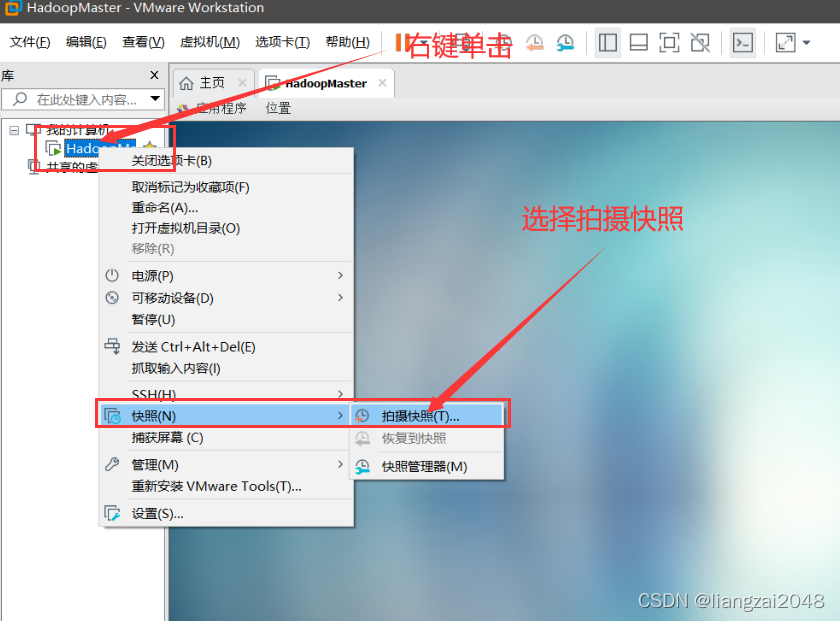 HadoopMaster - VMware Workstation
文件(F) 编辑(E) 查看(V) 虚拟机(M) 选项卡(T) 帮助(H)
右键单击
库
主页
HadoopMaster
在此处键入内容...
应用程序 位置
我的计算机
共享的虚
关闭选项卡(B)
取消标记为收藏项(F)
重命名(A)...
打开虚拟机目录(O)
移除(R)
选择拍摄快照
电源(P)
可移动设备(D)
暂停(U)
发送 Ctrl+Alt+Del(E)
抓取输入内容(I)
SSH(H)
快照(N)
拍摄快照(T)...
捕获屏幕 (C)
恢复到快照
管理(M)
快照管理器(M)
重新安装 VMware Tools(T)...
设置(S)...
CSDN @liangzai2048